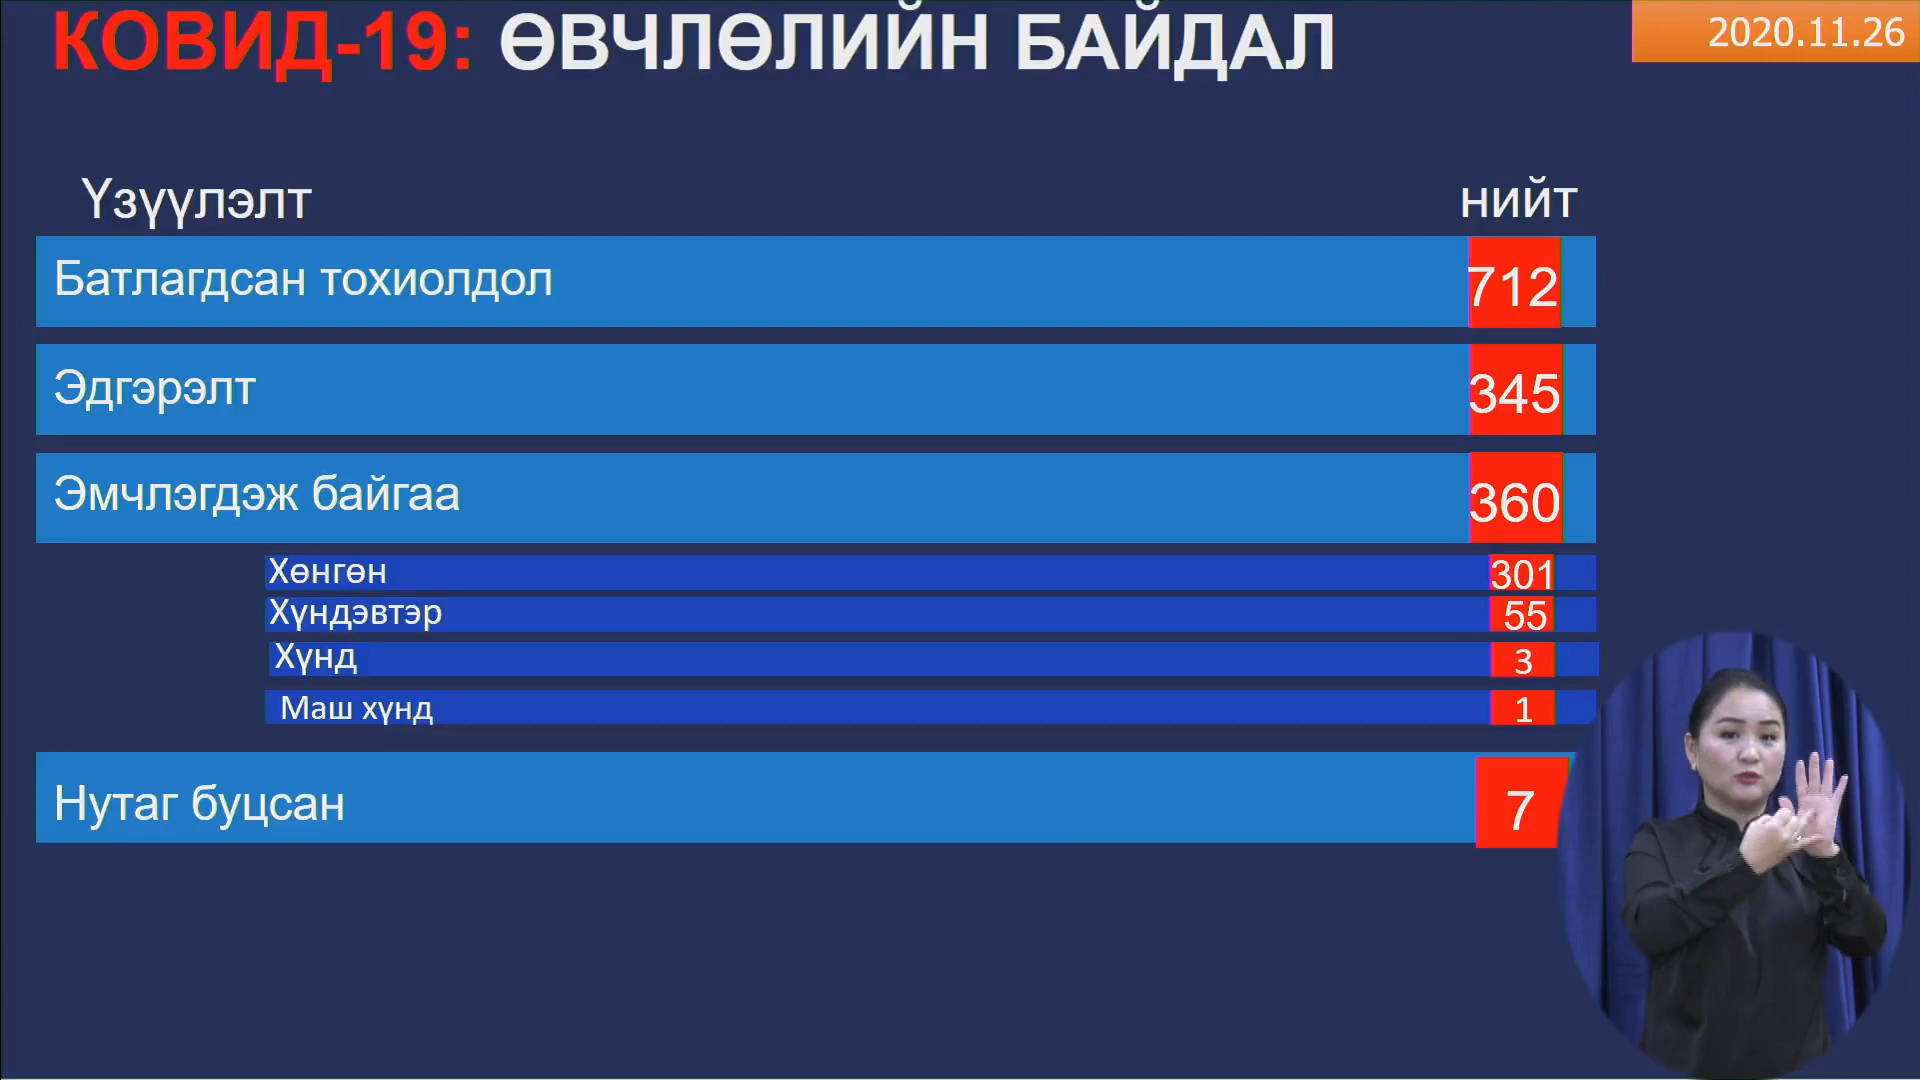 КОВИД-19: ӨВЧЛӨЛИЙН БАЙДАЛ
2020.11.26
Үзүүлэлт нийт
Батлагдсан тохиолдол 712
Эдгэрэлт 345
Эмчлэгдэж байгаа 360
Хөнгөн 301
Хүндэвтэр 55
Хүнд 3
Маш хүнд 1
Нутаг буцсан 7